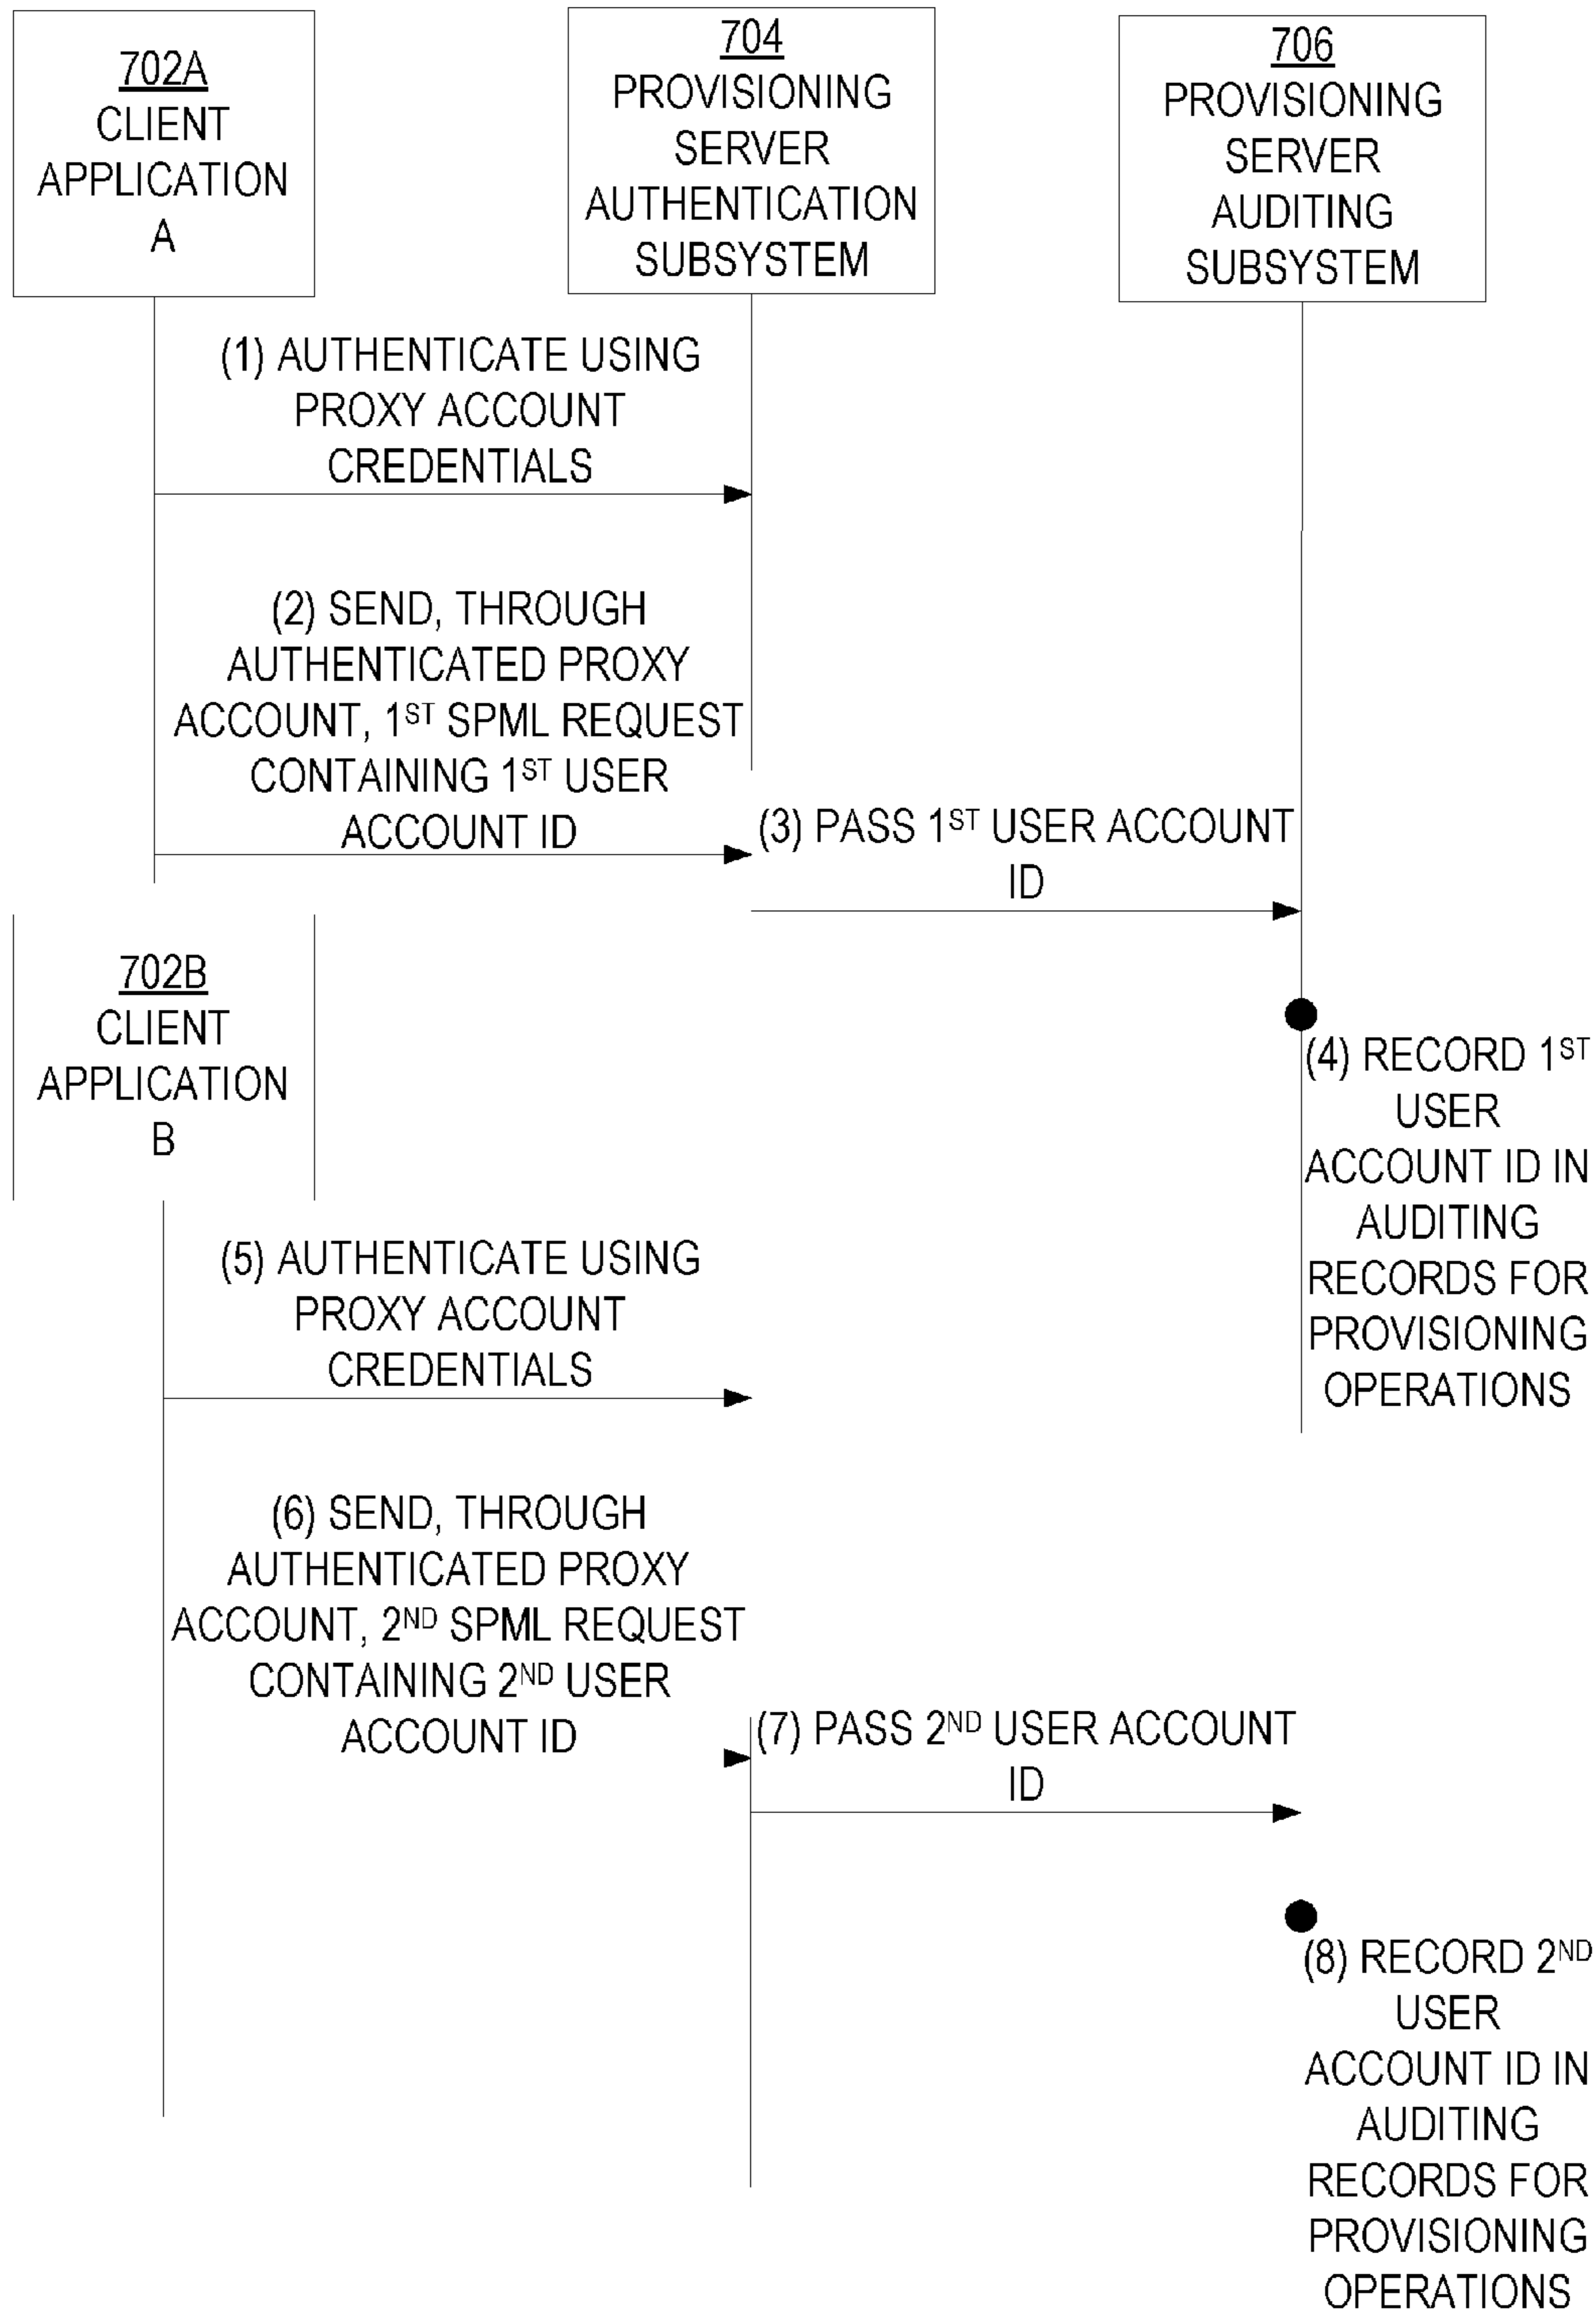 702A
CLIENT
APPLICATION
A
704
PROVISIONING
SERVER
AUTHENTICATION
SUBSYSTEM
706
PROVISIONING
SERVER
AUDITING
SUBSYSTEM
(1) AUTHENTICATE USING
PROXY ACCOUNT
CREDENTIALS
(2) SEND, THROUGH
AUTHENTICATED PROXY
ACCOUNT, 1ST SPML REQUEST
CONTAINING 1ST USER
ACCOUNT ID
(3) PASS 1ST USER ACCOUNT
ID
(4) RECORD 1ST
USER
ACCOUNT ID IN
AUDITING
RECORDS FOR
PROVISIONING
OPERATIONS
702B
CLIENT
APPLICATION
B
(5) AUTHENTICATE USING
PROXY ACCOUNT
CREDENTIALS
(6) SEND, THROUGH
AUTHENTICATED PROXY
ACCOUNT, 2ND SPML REQUEST
CONTAINING 2ND USER
ACCOUNT ID
(7) PASS 2ND USER ACCOUNT
ID
(8) RECORD 2ND
USER
ACCOUNT ID IN
AUDITING
RECORDS FOR
PROVISIONING
OPERATIONS